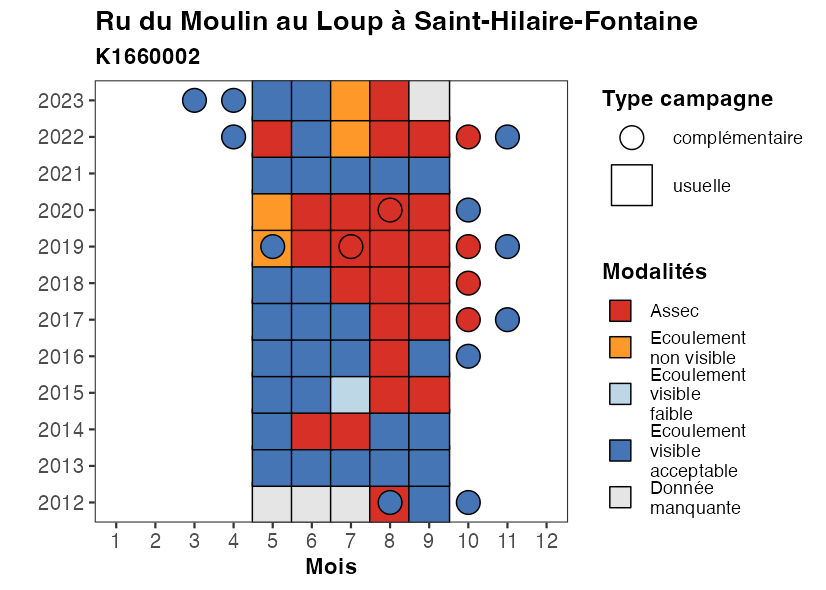 Ru du Moulin au Loup à Saint-Hilaire-Fontaine
K1660002
2023
2022
2021
2020
2019
2018
2017
2016
2015
2014
2013
2012
1 2 3 4 5 6 7 8 9 10 11 12
Mois
Type campagne
complémentaire
usuelle
Modalités
Assec
Ecoulement
non visible
Ecoulement
visible
faible
Ecoulement
visible
acceptable
Donnée
manquante